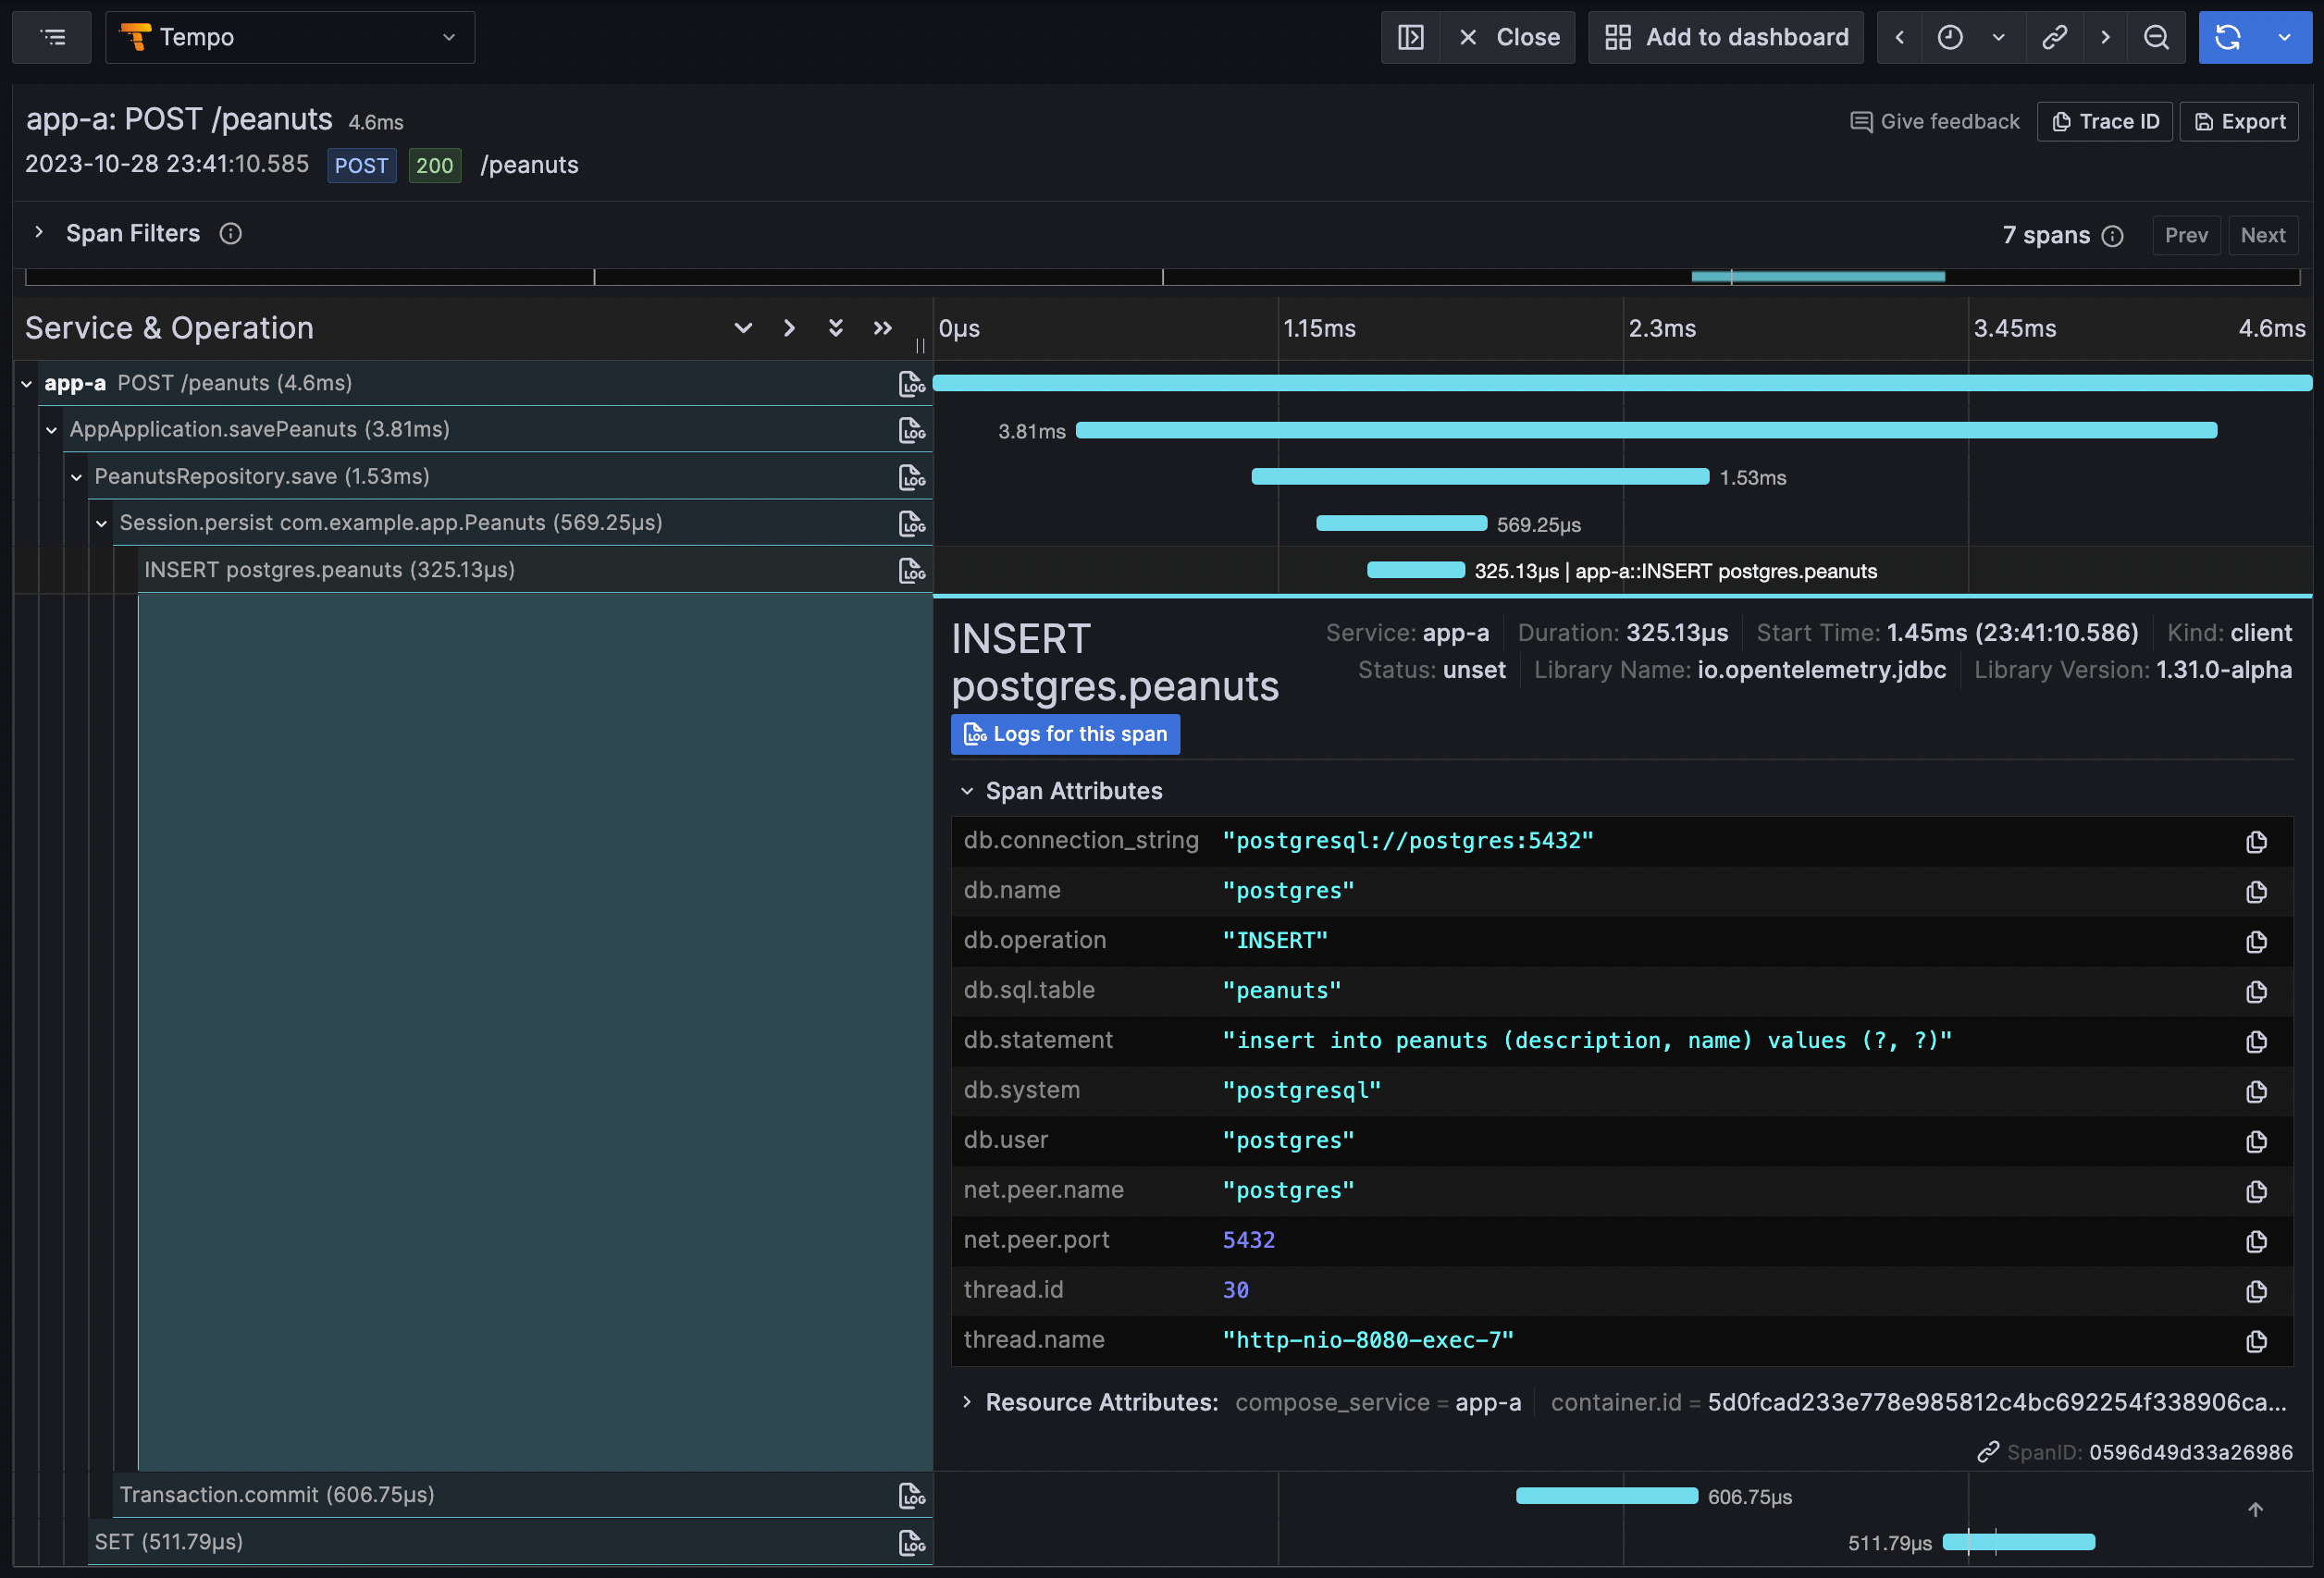 Tempo
Close
Add to dashboard
app-a: POST /peanuts 4.6ms
Give feedback
Trace ID
Export
2023-10-28 23:41:10.585 POST 200 /peanuts
Span Filters
7 spans
Prev
Next
Service & Operation
0µs
1.15ms
2.3ms
3.45ms
4.6ms
app-a POST /peanuts (4.6ms)
LOG
AppApplication.savePeanuts (3.81ms)
LOG
3.81ms
PeanutsRepository.save (1.53ms)
LOG
1.53ms
Session.persist com.example.app.Peanuts (569.25µs)
LOG
569.25µs
INSERT postgres.peanuts (325.13µs)
LOG
325.13µs | app-a::INSERT postgres.peanuts
INSERT
postgres.peanuts
Service: app-a
Duration: 325.13µs
Start Time: 1.45ms (23:41:10.586)
Kind: client
Status: unset
Library Name: io.opentelemetry.jdbc
Library Version: 1.31.0-alpha
LOG Logs for this span
Span Attributes
db.connection_string "postgresql://postgres:5432"
db.name "postgres"
db.operation "INSERT"
db.sql.table "peanuts"
db.statement "insert into peanuts (description, name) values (?, ?)"
db.system "postgresql"
db.user "postgres"
net.peer.name "postgres"
net.peer.port 5432
thread.id 30
thread.name "http-nio-8080-exec-7"
Resource Attributes: compose_service = app-a container.id = 5d0fcad233e778e985812c4bc692254f338906ca...
SpanID: 0596d49d33a26986
Transaction.commit (606.75µs)
LOG
606.75µs
SET (511.79µs)
LOG
511.79µs